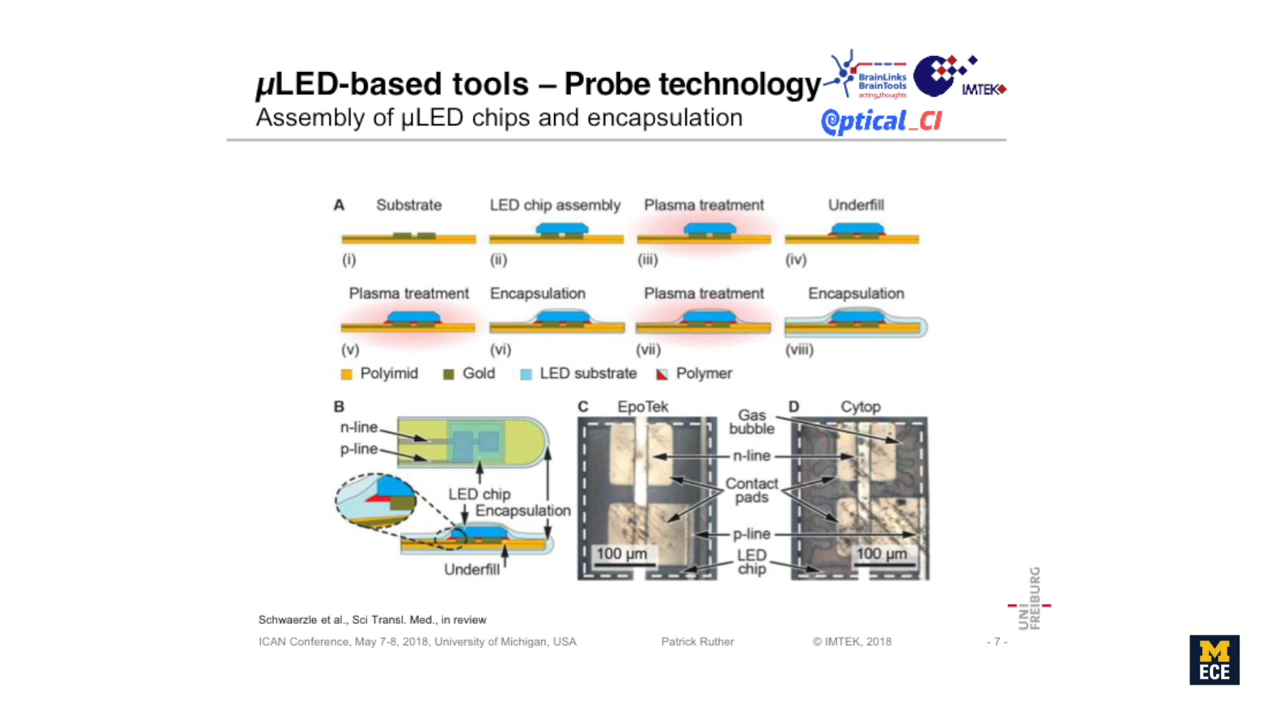 µLED-based tools – Probe technology
Assembly of µLED chips and encapsulation
BrainLinks
BrainTools
acting_thoughts
IMTEK
Optical_CI
A Substrate LED chip assembly Plasma treatment Underfill
(i) (ii) (iii) (iv)
Plasma treatment Encapsulation Plasma treatment Encapsulation
(v) (vi) (vii) (viii)
Polyimid Gold LED substrate Polymer
B
n-line
p-line
LED chip
Encapsulation
Underfill
C EpoTek
100 µm
Gas
bubble
n-line
Contact
pads
p-line
LED
chip
D Cytop
100 µm
Schwaerzle et al., Sci Transl. Med., in review
ICAN Conference, May 7-8, 2018, University of Michigan, USA Patrick Ruther © IMTEK, 2018 - 7 -
UNI
FREIBURG
M
ECE